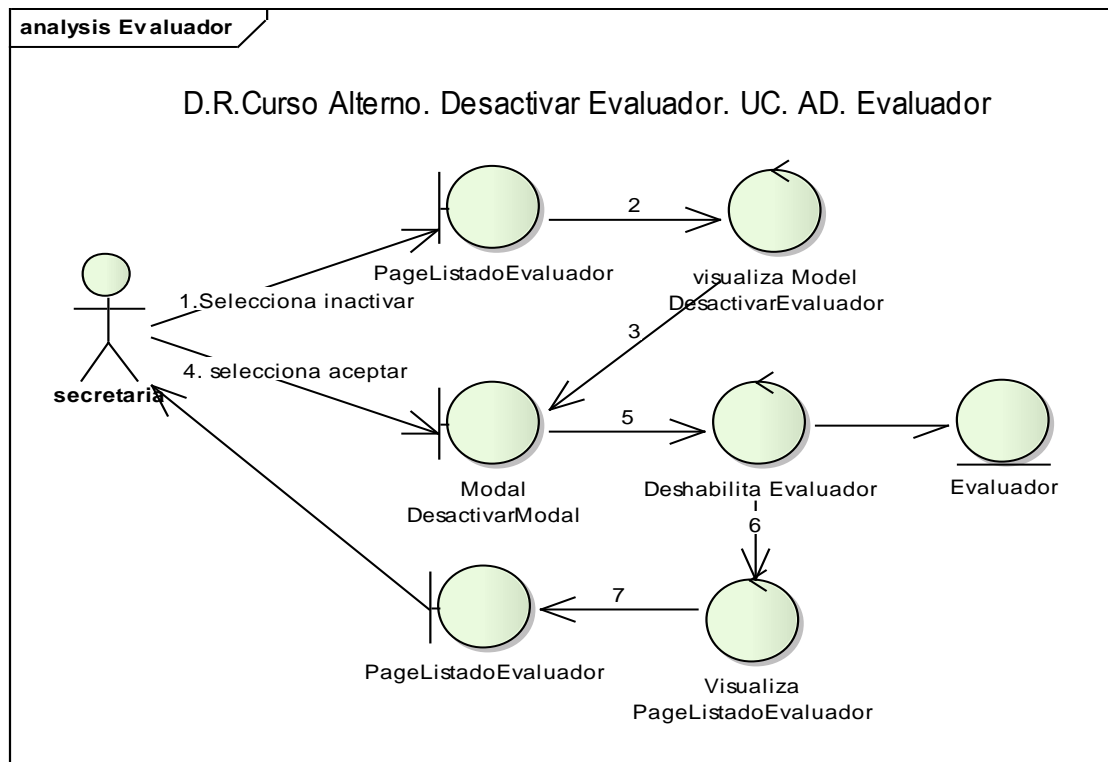 analysis Evaluador
D.R.Curso Alterno. Desactivar Evaluador. UC. AD. Evaluador
2
PageListadoEvaluador
visualiza Model
DesactivarEvaluador
1.Selecciona inactivar
3
4. selecciona aceptar
secretaria
5
Modal
DesactivarModal
Deshabilita Evaluador
Evaluador
6
7
PageListadoEvaluador
Visualiza
PageListadoEvaluador